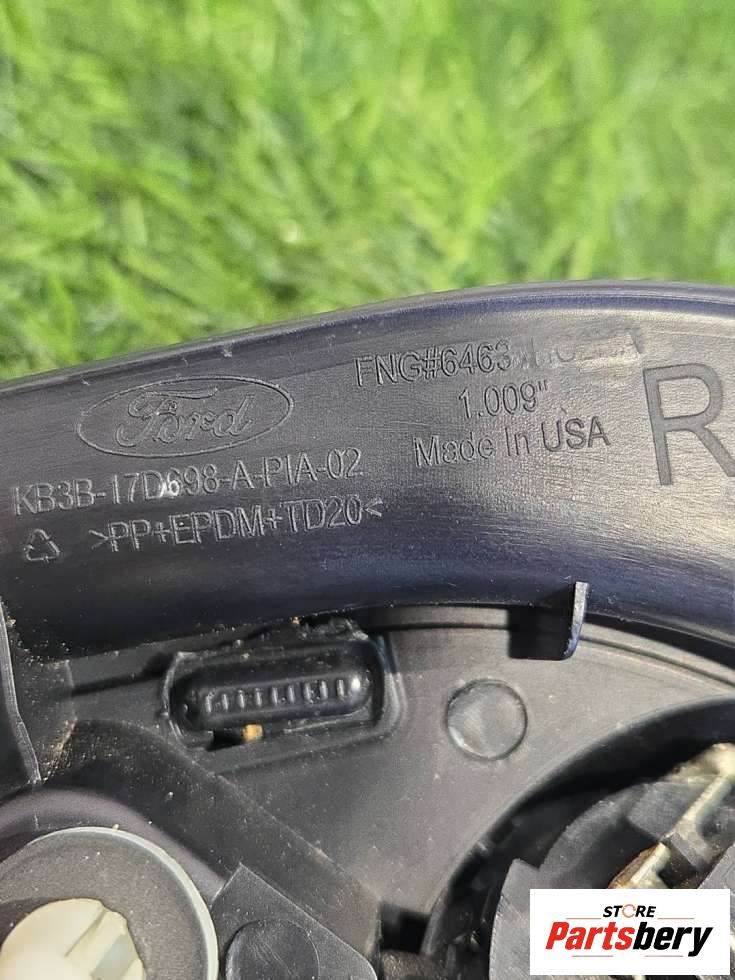 Ford
KB3B-17D698-A-PIA-02
>PP+EPDM+TD20<
FNG#6463
1.009"
Made In USA
R
STORE
Partsbery